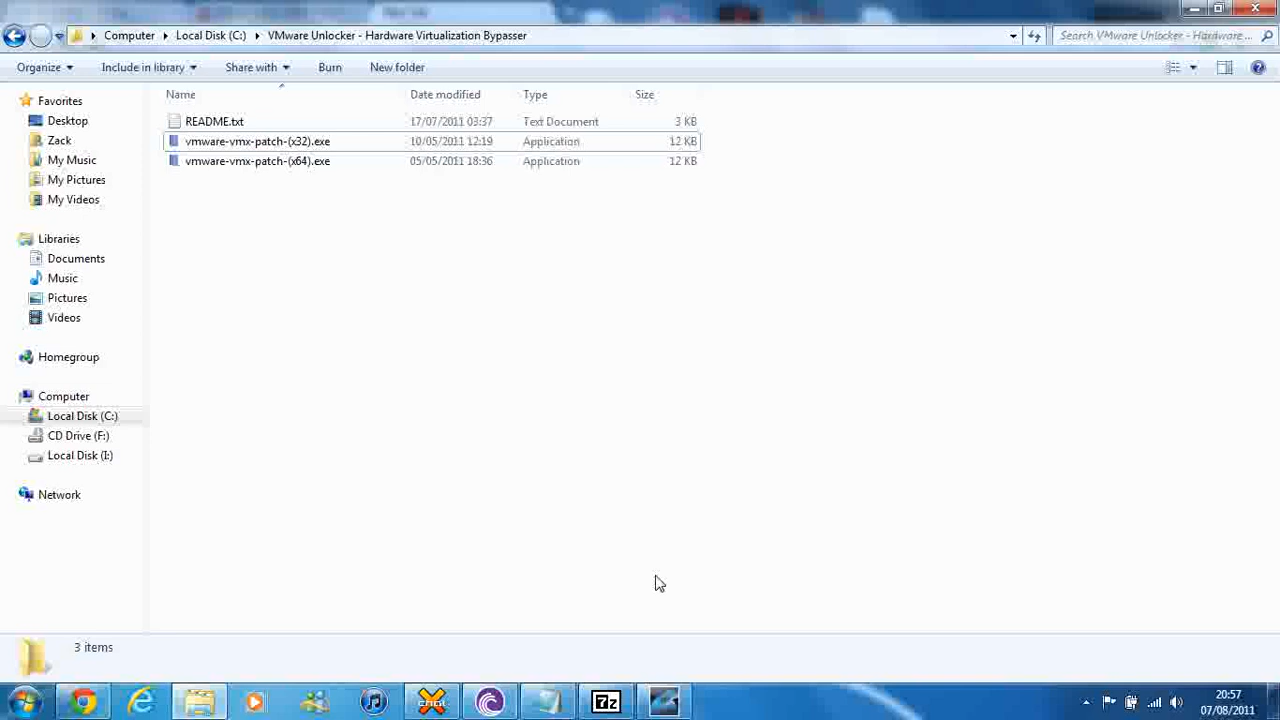 Computer Local Disk (C:) VMware Unlocker - Hardware Virtualization Bypasser Search VMware Unlocker - Hardware...
Organize Include in library Share with Burn New folder
Name Date modified Type Size
README.txt 17/07/2011 03:37 Text Document 3 KB
vmware-vmx-patch-(x32).exe 10/05/2011 12:19 Application 12 KB
vmware-vmx-patch-(x64).exe 05/05/2011 18:36 Application 12 KB
Favorites
Desktop
Zack
My Music
My Pictures
My Videos
Libraries
Documents
Music
Pictures
Videos
Homegroup
Computer
Local Disk (C:)
CD Drive (F:)
Local Disk (I:)
Network
3 items
7z
20:57
07/08/2011